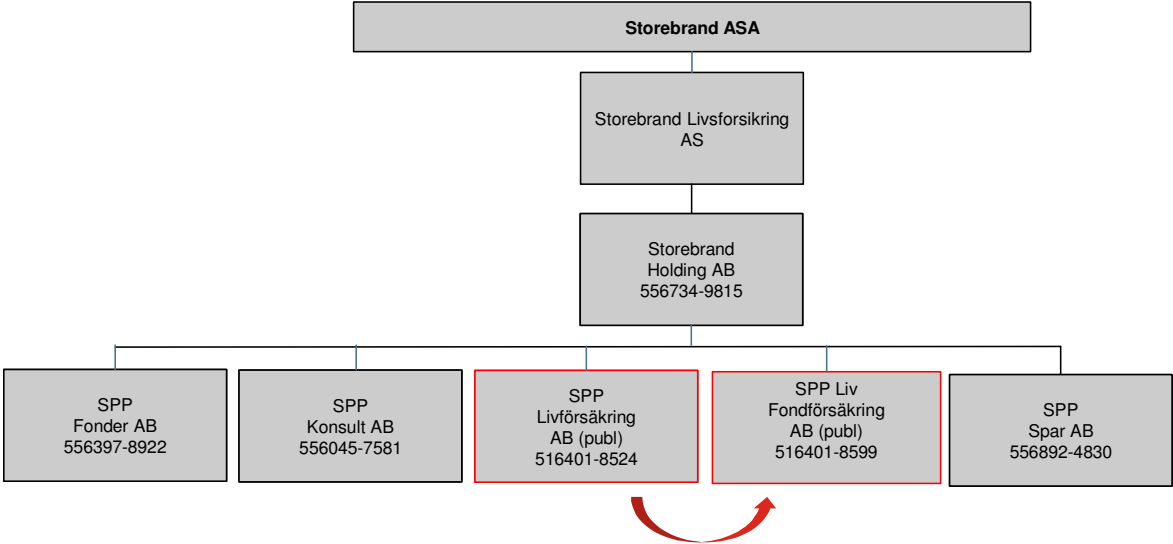 Storebrand ASA
Storebrand Livsforsikring
AS
Storebrand
Holding AB
556734-9815
SPP
Fonder AB
556397-8922
SPP
Konsult AB
556045-7581
SPP
Livförsäkring
AB (publ)
516401-8524
SPP Liv
Fondförsäkring
AB (publ)
516401-8599
SPP
Spar AB
556892-4830